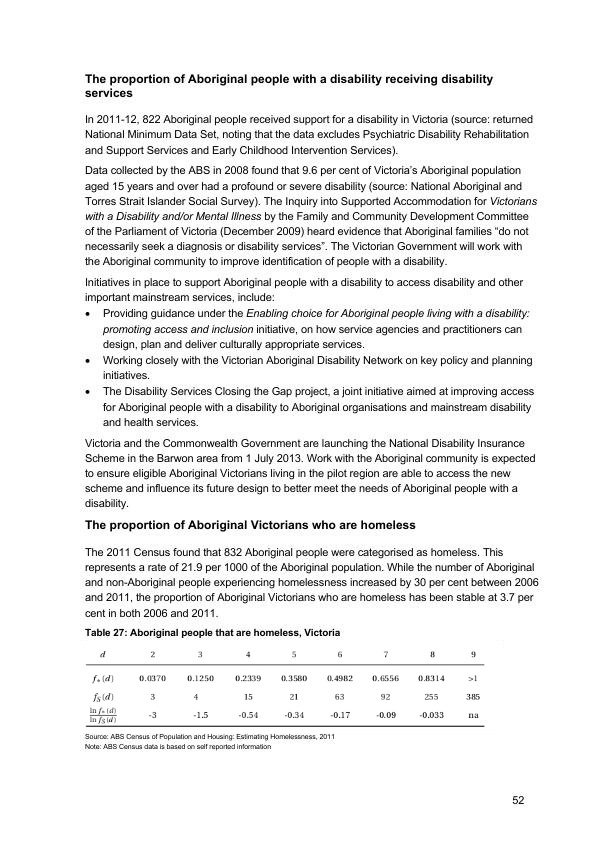 The proportion of Aboriginal people with a disability receiving disability
services
In 2011-12, 822 Aboriginal people received support for a disability in Victoria (source: returned
National Minimum Data Set, noting that the data excludes Psychiatric Disability Rehabilitation
and Support Services and Early Childhood Intervention Services).
Data collected by the ABS in 2008 found that 9.6 per cent of Victoria's Aboriginal population
aged 15 years and over had a profound or severe disability (source: National Aboriginal and
Torres Strait Islander Social Survey). The Inquiry into Supported Accommodation for Victorians
with a Disability and/or Mental Illness by the Family and Community Development Committee
of the Parliament of Victoria (December 2009) heard evidence that Aboriginal families "do not
necessarily seek a diagnosis or disability services". The Victorian Government will work with
the Aboriginal community to improve identification of people with a disability.
Initiatives in place to support Aboriginal people with a disability to access disability and other
important mainstream services, include:
• Providing guidance under the Enabling choice for Aboriginal people living with a disability:
promoting access and inclusion initiative, on how service agencies and practitioners can
design, plan and deliver culturally appropriate services.
• Working closely with the Victorian Aboriginal Disability Network on key policy and planning
initiatives.
• The Disability Services Closing the Gap project, a joint initiative aimed at improving access
for Aboriginal people with a disability to Aboriginal organisations and mainstream disability
and health services.
Victoria and the Commonwealth Government are launching the National Disability Insurance
Scheme in the Barwon area from 1 July 2013. Work with the Aboriginal community is expected
to ensure eligible Aboriginal Victorians living in the pilot region are able to access the new
scheme and influence its future design to better meet the needs of Aboriginal people with a
disability.
The proportion of Aboriginal Victorians who are homeless
The 2011 Census found that 832 Aboriginal people were categorised as homeless. This
represents a rate of 21.9 per 1000 of the Aboriginal population. While the number of Aboriginal
and non-Aboriginal people experiencing homelessness increased by 30 per cent between 2006
and 2011, the proportion of Aboriginal Victorians who are homeless has been stable at 3.7 per
cent in both 2006 and 2011.
Table 27: Aboriginal people that are homeless, Victoria
d 2 3 4 5 6 7 8 9
f*(d) 0.0370 0.1250 0.2339 0.3580 0.4982 0.6556 0.8314 >1
fS(d) 3 4 15 21 63 92 255 385
ln f*(d) / ln fS(d) -3 -1.5 -0.54 -0.34 -0.17 -0.09 -0.033 na
Source: ABS Census of Population and Housing: Estimating Homelessness, 2011
Note: ABS Census data is based on self reported information
52